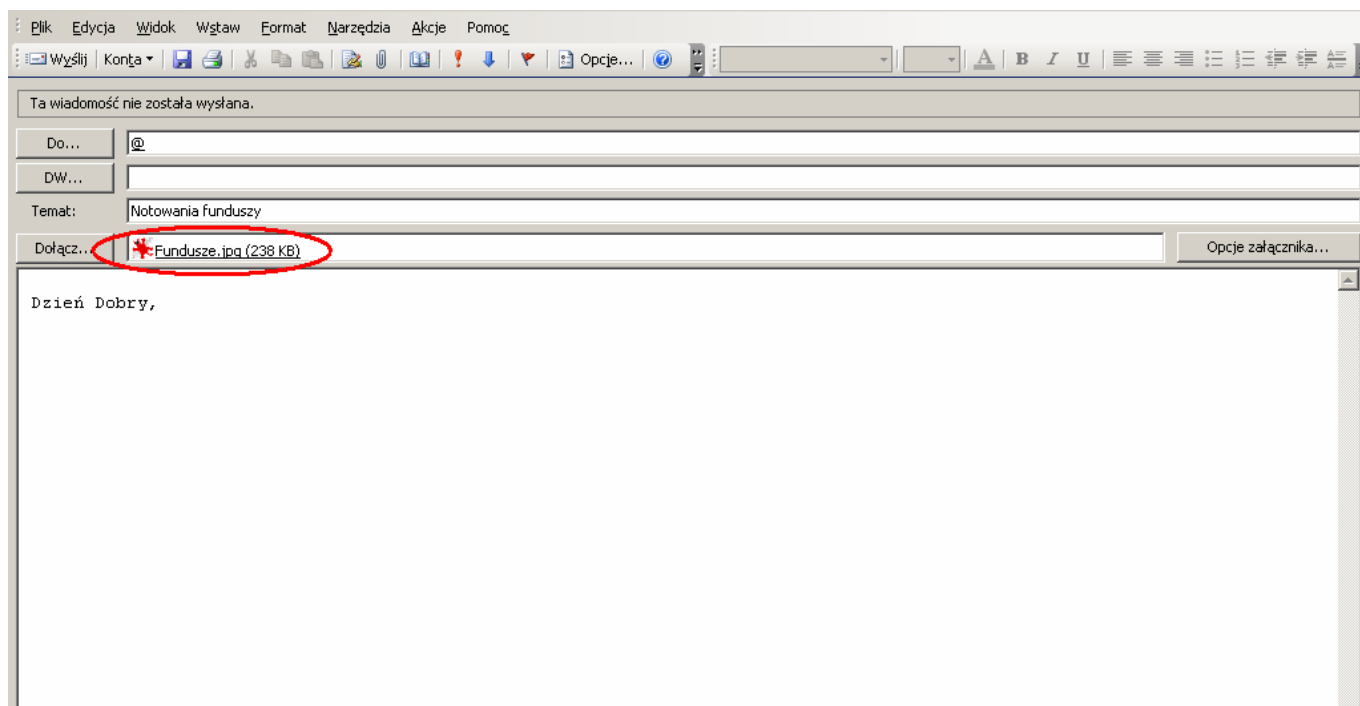 Plik Edycja Widok Wstaw Format Narzędzia Akcje Pomoc
Wyślij Konta Opcje... A B I U
Ta wiadomość nie została wysłana.
Do... @
DW...
Temat: Notowania funduszy
Dołącz... Fundusze.jpg (238 KB) Opcje załącznika...
Dzień Dobry,